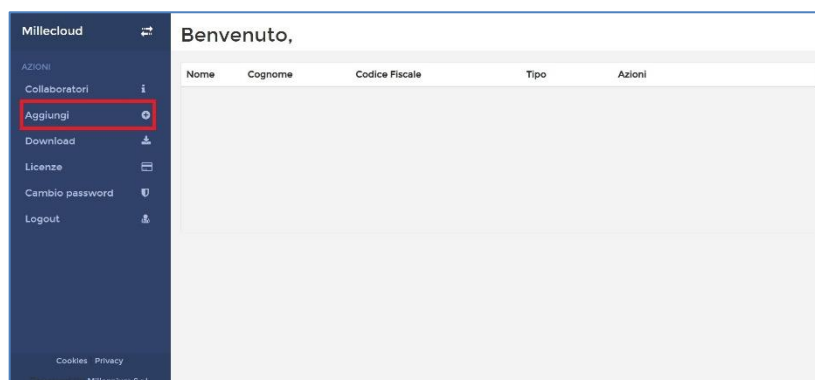 Millecloud
Benvenuto,
AZIONI
Collaboratori
Aggiungi
Download
Licenze
Cambio password
Logout
Nome Cognome Codice Fiscale Tipo Azioni
Cookies Privacy